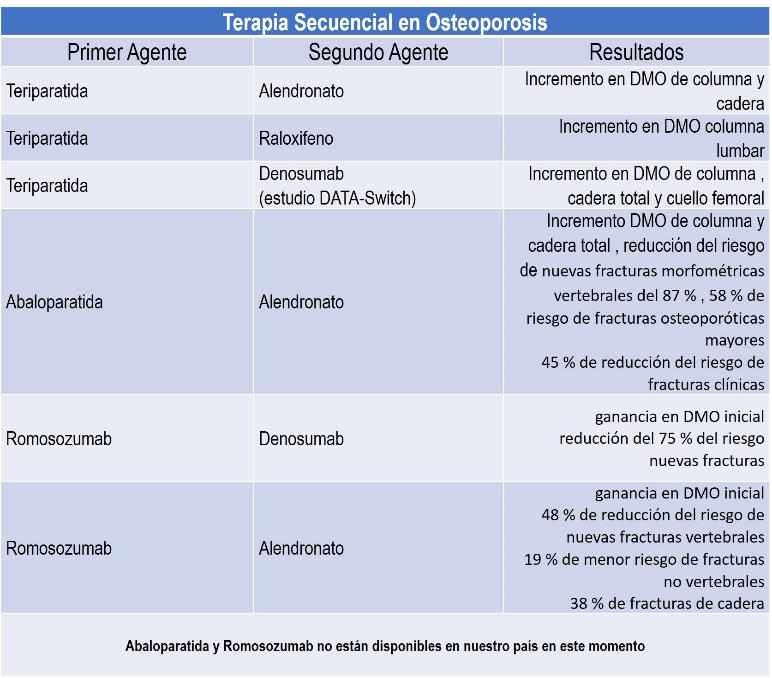 Terapia Secuencial en Osteoporosis
Primer Agente
Segundo Agente
Resultados
Teriparatida
Alendronato
Incremento en DMO de columna y
cadera
Teriparatida
Raloxifeno
Incremento en DMO columna
lumbar
Teriparatida
Denosumab
(estudio DATA-Switch)
Incremento en DMO de columna ,
cadera total y cuello femoral
Abaloparatida
Alendronato
Incremento DMO de columna y
cadera total , reducción del riesgo
de nuevas fracturas morfométricas
vertebrales del 87 % , 58 % de
riesgo de fracturas osteoporóticas
mayores
45 % de reducción del riesgo de
fracturas clínicas
Romosozumab
Denosumab
ganancia en DMO inicial
reducción del 75 % del riesgo
nuevas fracturas
Romosozumab
Alendronato
ganancia en DMO inicial
48 % de reducción del riesgo de
nuevas fracturas vertebrales
19 % de menor riesgo de fracturas
no vertebrales
38 % de fracturas de cadera
Abaloparatida y Romosozumab no están disponibles en nuestro país en este momento